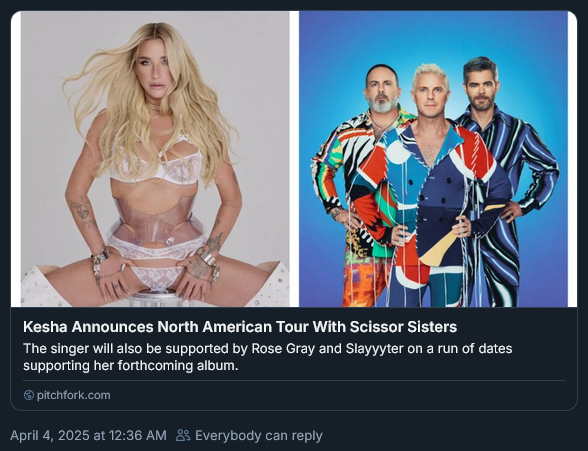 Kesha Announces North American Tour With Scissor Sisters
The singer will also be supported by Rose Gray and Slayyyter on a run of dates
supporting her forthcoming album.
pitchfork.com
April 4, 2025 at 12:36 AM Everybody can reply